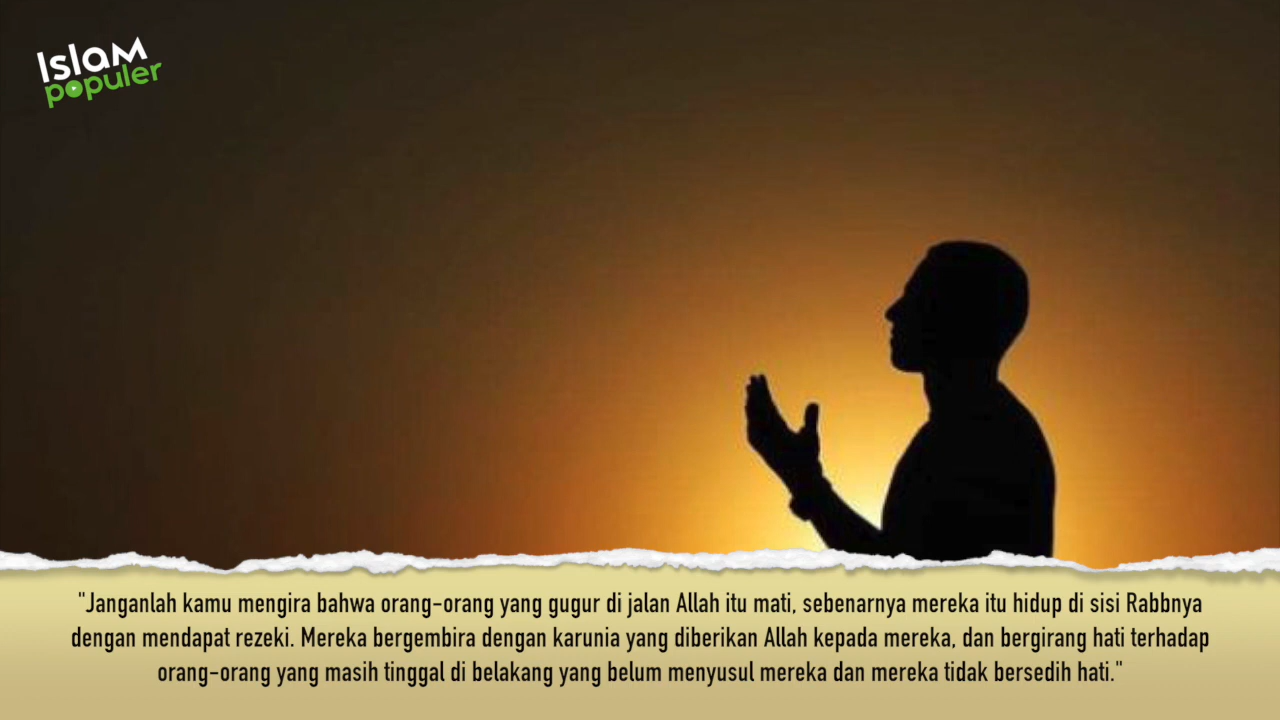 Islam
populer
"Janganlah kamu mengira bahwa orang-orang yang gugur di jalan Allah itu mati, sebenarnya mereka itu hidup di sisi Rabbnya
dengan mendapat rezeki. Mereka bergembira dengan karunia yang diberikan Allah kepada mereka, dan bergirang hati terhadap
orang-orang yang masih tinggal di belakang yang belum menyusul mereka dan mereka tidak bersedih hati."